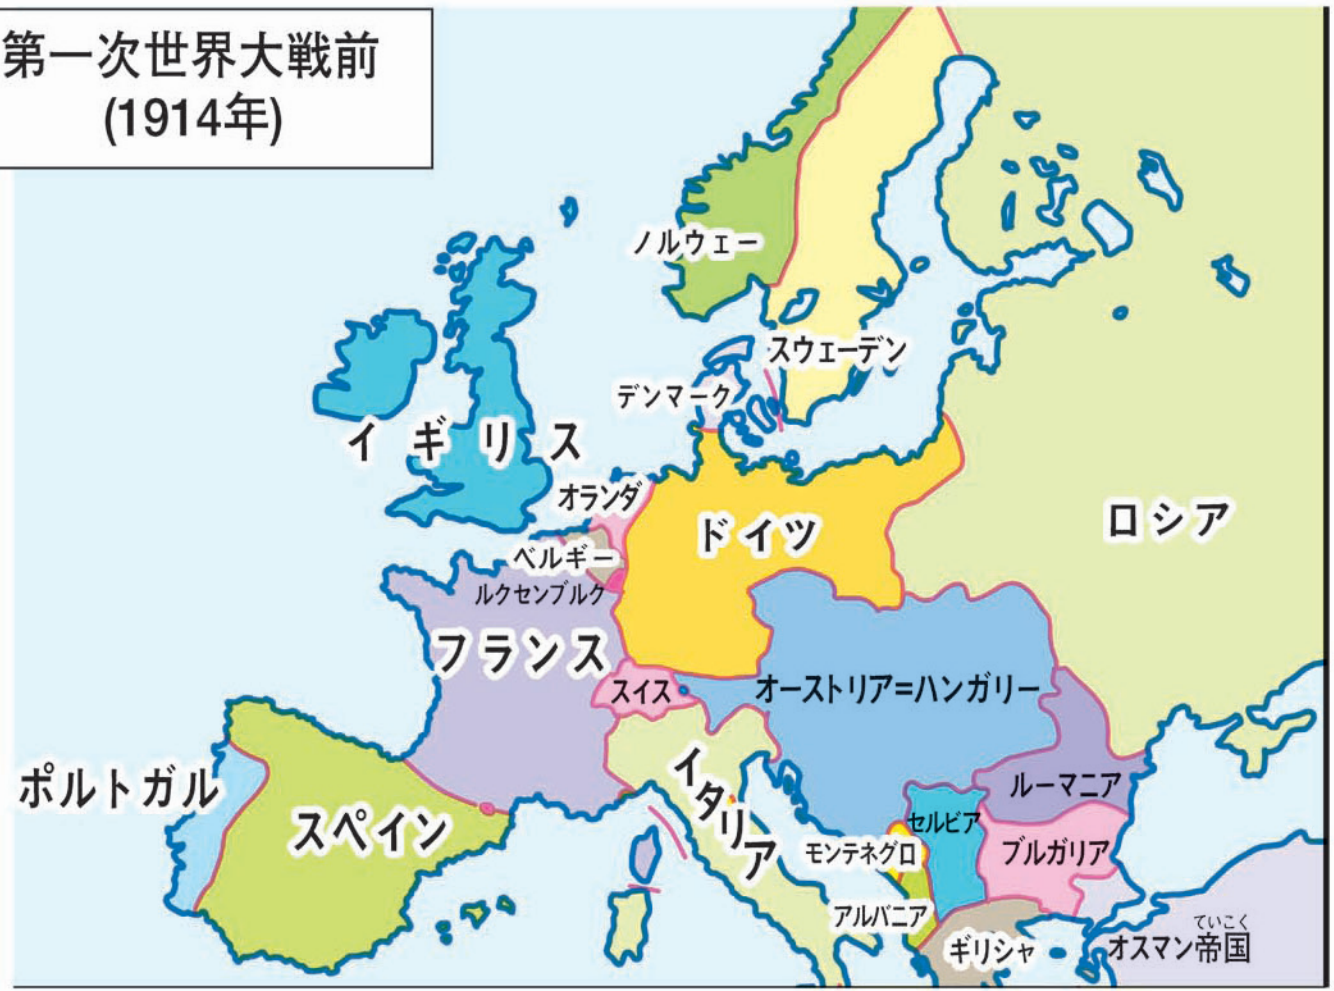 第一次世界大戦前
(1914年)
ノルウェー
スウェーデン
デンマーク
イギリス
オランダ
ドイツ
ロシア
ベルギー
ルクセンブルク
フランス
スイス
オーストリア=ハンガリー
ポルトガル
スペイン
イタリア
ルーマニア
セルビア
モンテネグロ
ブルガリア
アルバニア
ギリシャ
ていこく
オスマン帝国